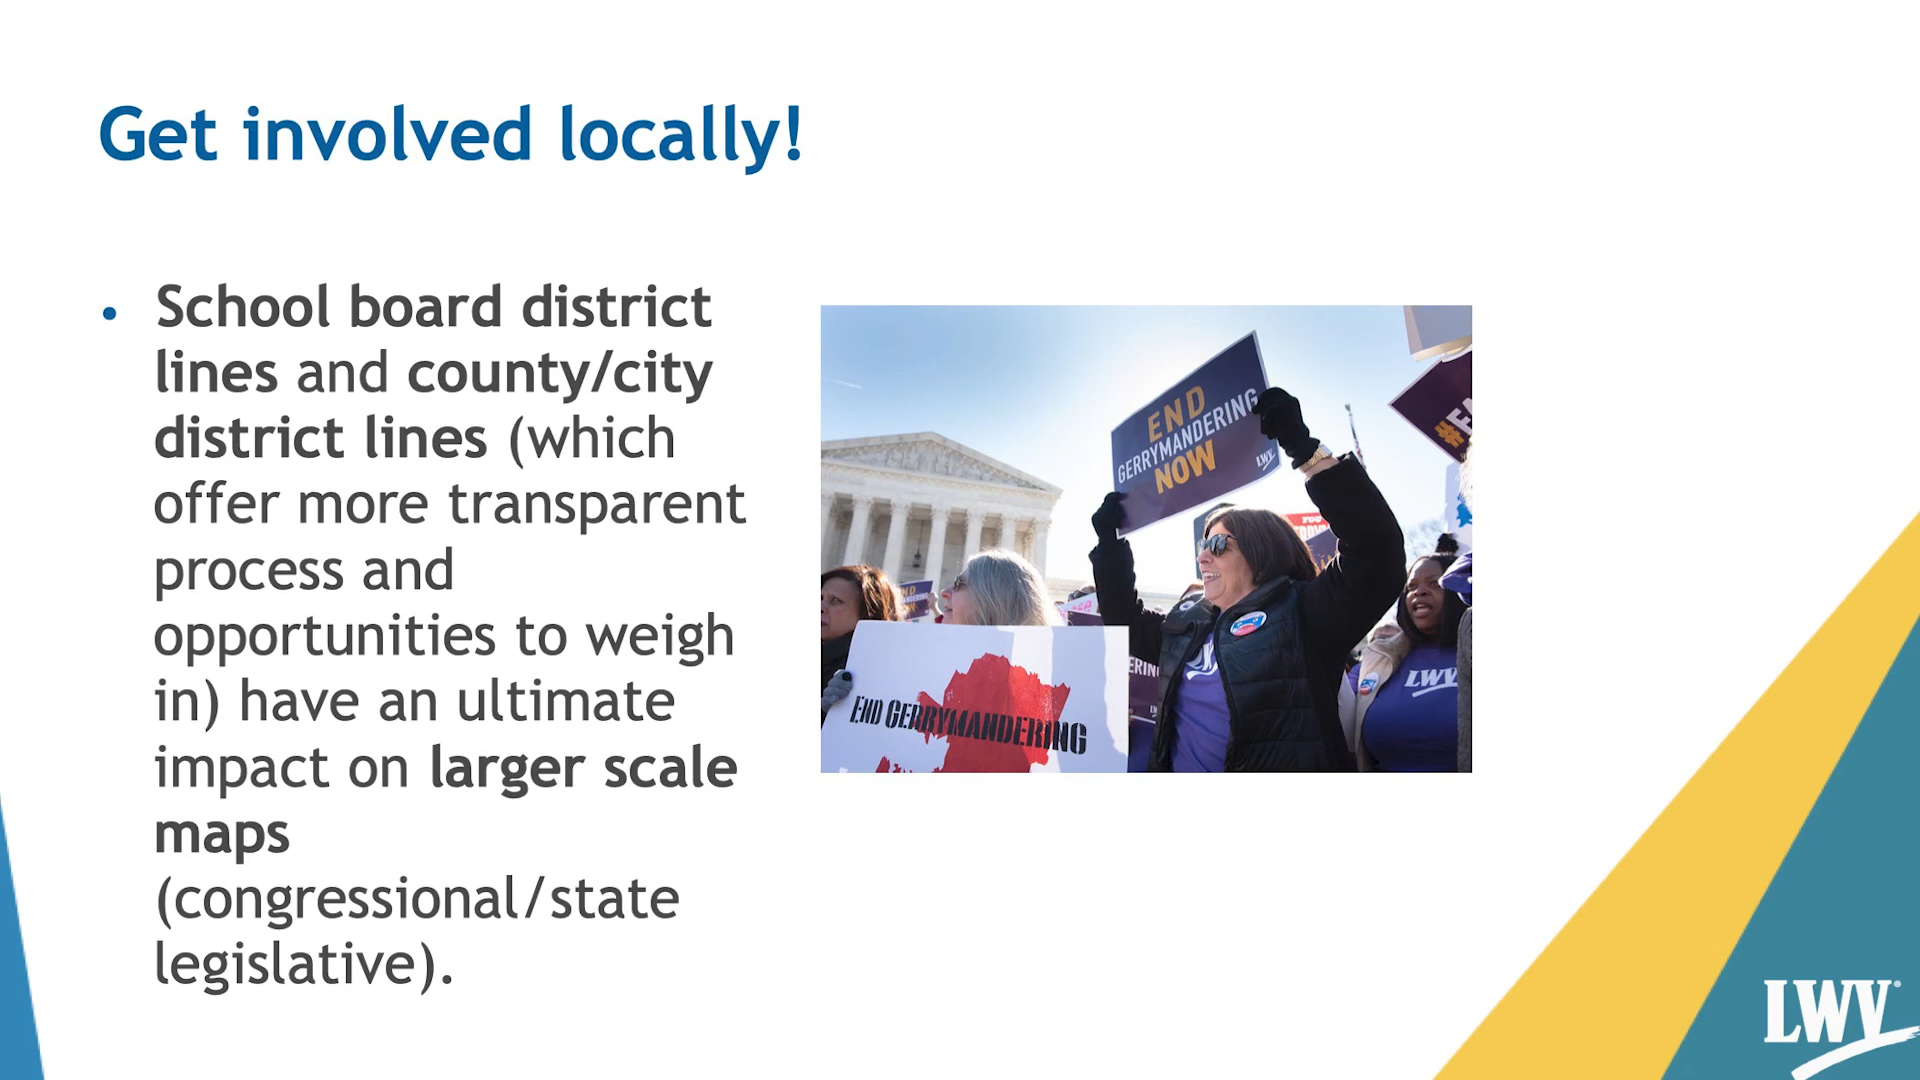 Get involved locally!
• School board district
lines and county/city
district lines (which
offer more transparent
process and
opportunities to weigh
in) have an ultimate
impact on larger scale
maps
(congressional/state
legislative).
END
GERRYMANDERING
NOW
LWV
END GERRYMANDERING
LWV
LWV